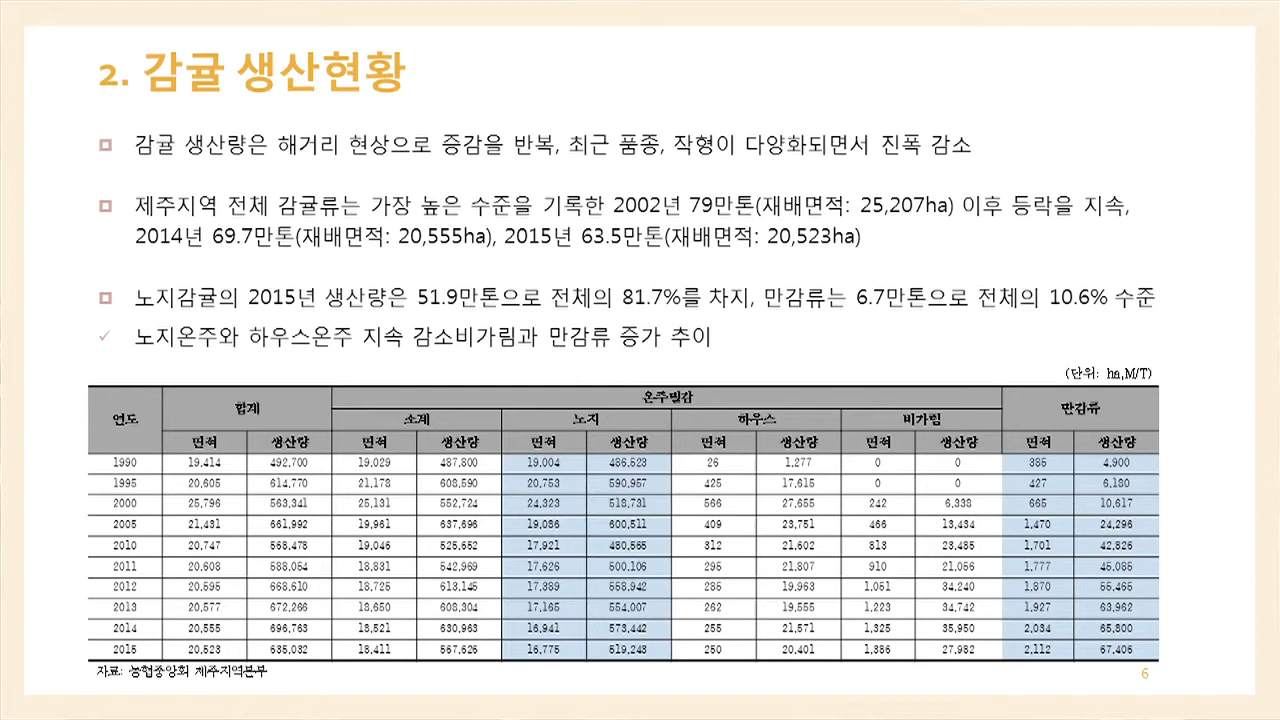 2. 감귤 생산현황
감귤 생산량은 해거리 현상으로 증감을 반복, 최근 품종, 작형이 다양화되면서 진폭 감소
제주지역 전체 감귤류는 가장 높은 수준을 기록한 2002년 79만톤(재배면적: 25,207ha) 이후 등락을 지속,
2014년 69.7만톤(재배면적: 20,555ha), 2015년 63.5만톤(재배면적: 20,523ha)
노지감귤의 2015년 생산량은 51.9만톤으로 전체의 81.7%를 차지, 만감류는 6.7만톤으로 전체의 10.6% 수준
✓ 노지온주와 하우스온주 지속 감소비가림과 만감류 증가 추이
(단위: ha,M/T)
연도 합계 온주밀감 만감류
소계 노지 하우스 비가림
면적 생산량 면적 생산량 면적 생산량 면적 생산량 면적 생산량 면적 생산량
1990 19,414 492,700 19,029 487,800 19,004 486,523 26 1,277 0 0 385 4,900
1995 20,605 614,770 21,178 608,590 20,753 590,957 425 17,615 0 0 427 6,180
2000 25,796 563,341 25,131 552,724 24,323 518,731 566 27,655 242 6,338 665 10,617
2005 21,431 661,992 19,961 637,696 19,086 600,511 409 23,751 466 13,434 1,470 24,296
2010 20,747 568,478 19,046 525,652 17,921 480,565 312 21,602 813 23,485 1,701 42,826
2011 20,608 588,054 18,831 542,969 17,626 500,106 295 21,807 910 21,056 1,777 45,085
2012 20,595 668,610 18,725 613,145 17,389 558,942 285 19,963 1,051 34,240 1,870 55,465
2013 20,577 672,266 18,650 608,304 17,165 554,007 262 19,555 1,223 34,742 1,927 63,962
2014 20,555 696,763 18,521 630,963 16,941 573,442 255 21,571 1,325 35,950 2,034 65,800
2015 20,523 635,032 18,411 567,626 16,775 519,243 250 20,401 1,386 27,982 2,112 67,406
자료: 농협중앙회 제주지역본부
6